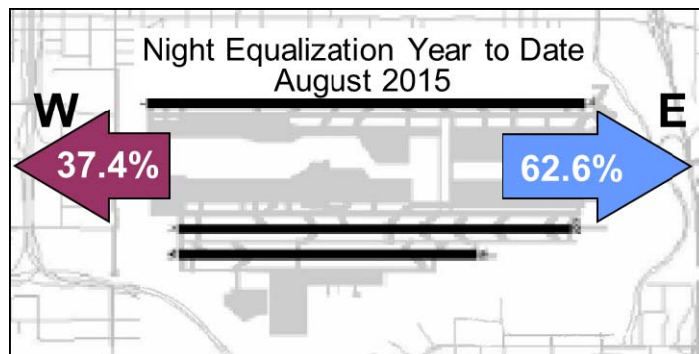 Night Equalization Year to Date
August 2015
W
E
37.4%
62.6%